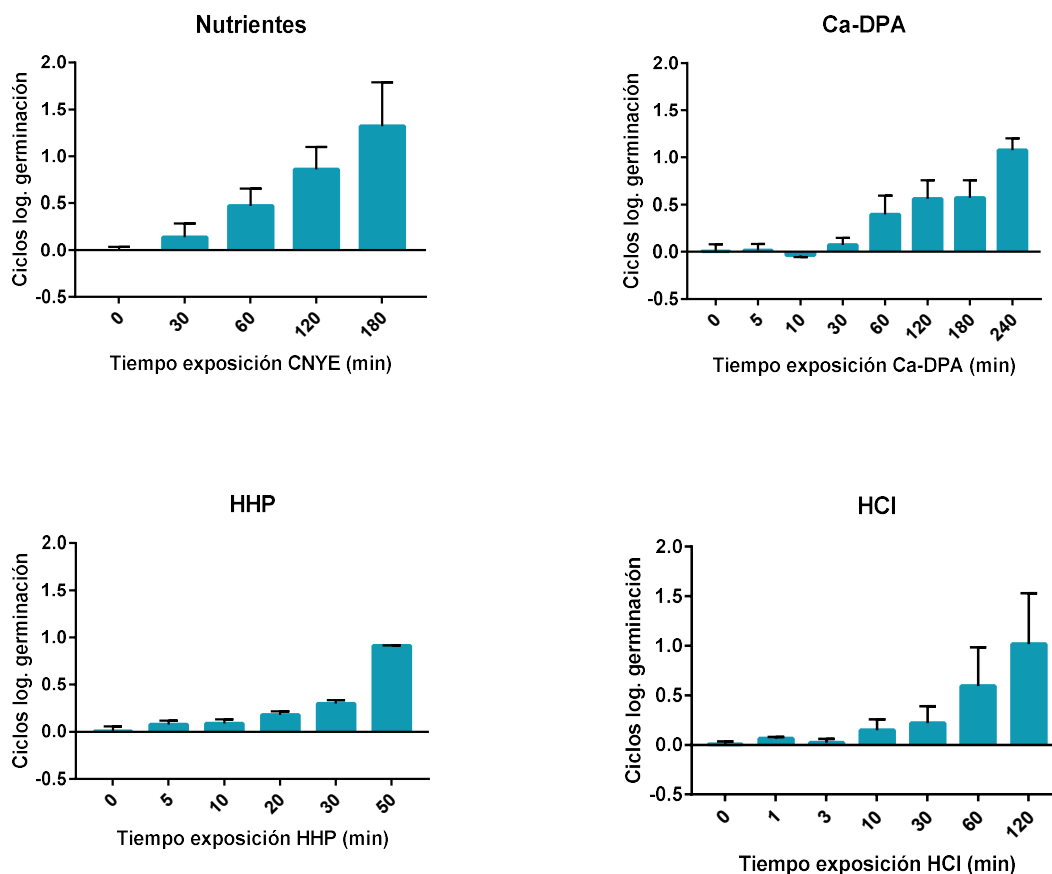 Nutrientes
Ciclos log. germinación
2.0
1.5
1.0
0.5
0.0
-0.5
0 30 60 120 180
Tiempo exposición CNYE (min)
Ca-DPA
Ciclos log. germinación
2.0
1.5
1.0
0.5
0.0
-0.5
0 5 10 30 60 120 180 240
Tiempo exposición Ca-DPA (min)
HHP
Ciclos log. germinación
2.0
1.5
1.0
0.5
0.0
-0.5
0 5 10 20 30 50
Tiempo exposición HHP (min)
HCl
Ciclos log. germinación
2.0
1.5
1.0
0.5
0.0
-0.5
0 1 3 10 30 60 120
Tiempo exposición HCl (min)